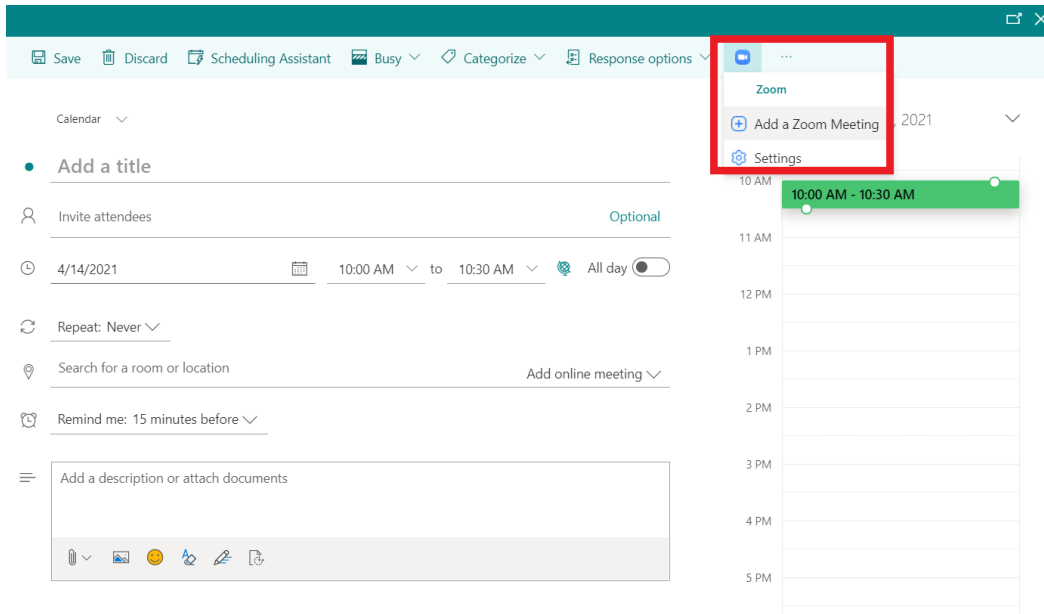 Save Discard Scheduling Assistant Busy Categorize Response options ...
Zoom
Add a Zoom Meeting
Settings
Calendar
, 2021
Add a title
Invite attendees Optional
4/14/2021 10:00 AM to 10:30 AM All day
Repeat: Never
Search for a room or location Add online meeting
Remind me: 15 minutes before
Add a description or attach documents
10 AM
10:00 AM - 10:30 AM
11 AM
12 PM
1 PM
2 PM
3 PM
4 PM
5 PM